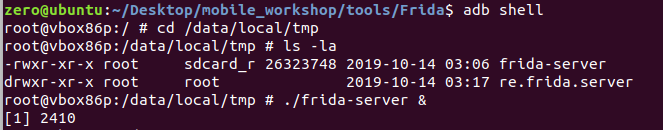 zero@ubuntu:~/Desktop/mobile_workshop/tools/Frida$ adb shell
root@vbox86p:/ # cd /data/local/tmp
root@vbox86p:/data/local/tmp # ls -la
-rwxr-xr-x root     sdcard_r 26323748 2019-10-14 03:06 frida-server
drwxr-xr-x root     root              2019-10-14 03:17 re.frida.server
root@vbox86p:/data/local/tmp # ./frida-server &
[1] 2410